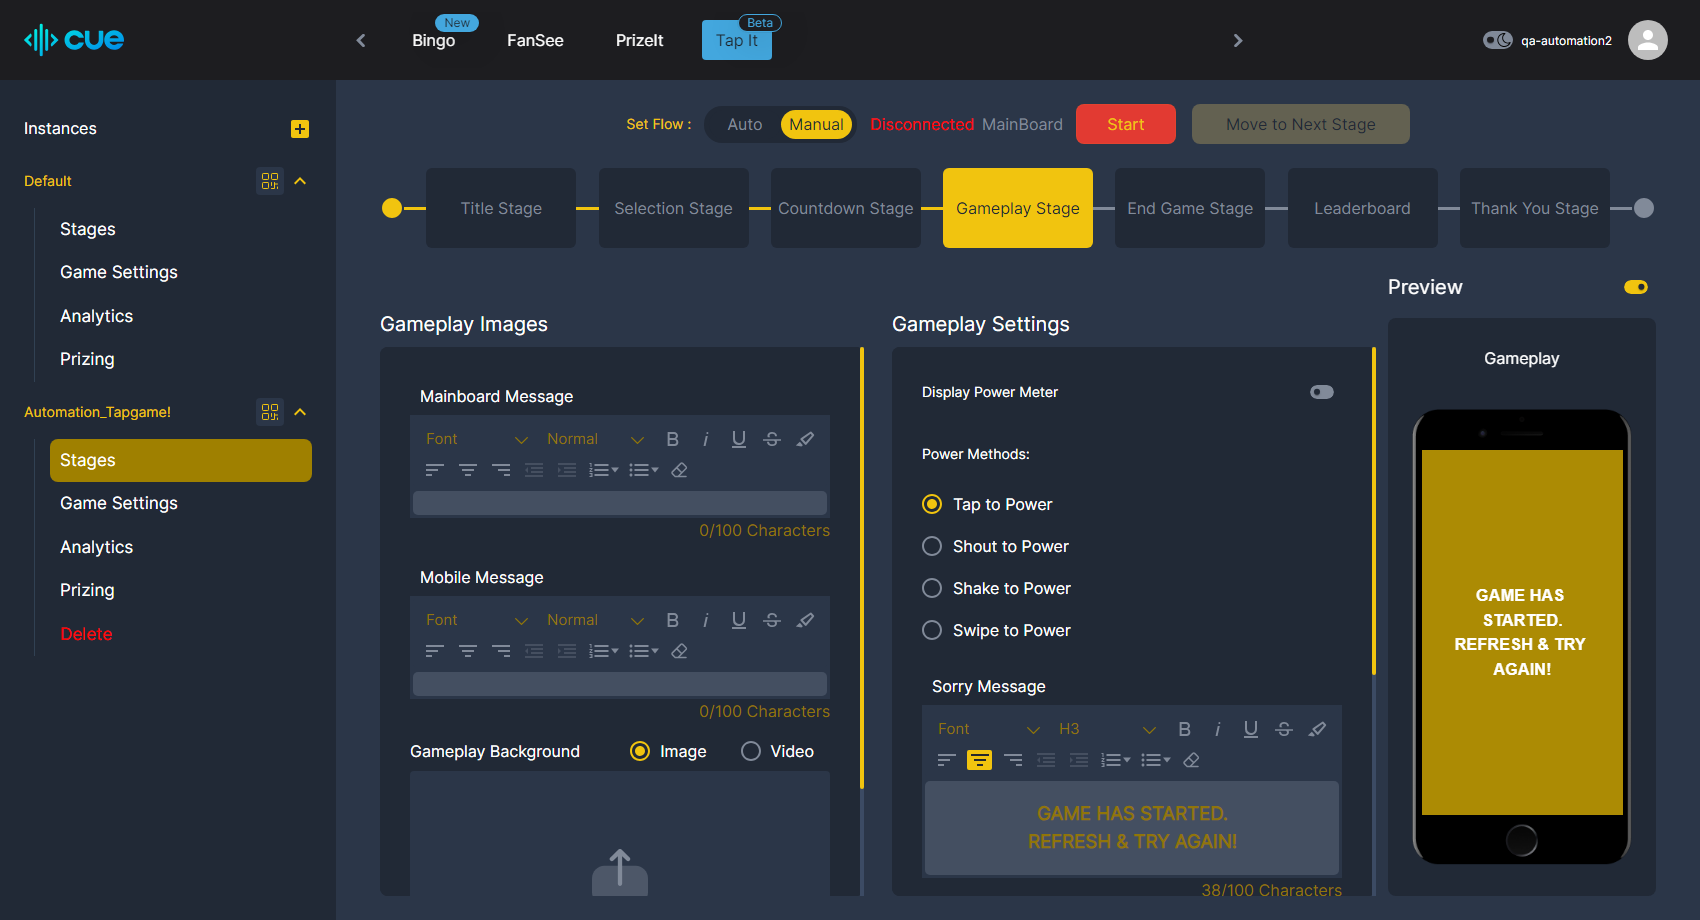 cue
Bingo
New
FanSee
PrizeIt
Tap It
Beta
qa-automation2
Instances
Default
Stages
Game Settings
Analytics
Prizing
Automation_Tapgame!
Stages
Game Settings
Analytics
Prizing
Delete
Set Flow :
Auto
Manual
Disconnected MainBoard
Start
Move to Next Stage
Title Stage
Selection Stage
Countdown Stage
Gameplay Stage
End Game Stage
Leaderboard
Thank You Stage
Gameplay Images
Mainboard Message
Font
Normal
0/100 Characters
Mobile Message
Font
Normal
0/100 Characters
Gameplay Background
Image
Video
Gameplay Settings
Display Power Meter
Power Methods:
Tap to Power
Shout to Power
Shake to Power
Swipe to Power
Sorry Message
Font
H3
GAME HAS STARTED.
REFRESH & TRY AGAIN!
38/100 Characters
Preview
Gameplay
GAME HAS
STARTED.
REFRESH & TRY
AGAIN!